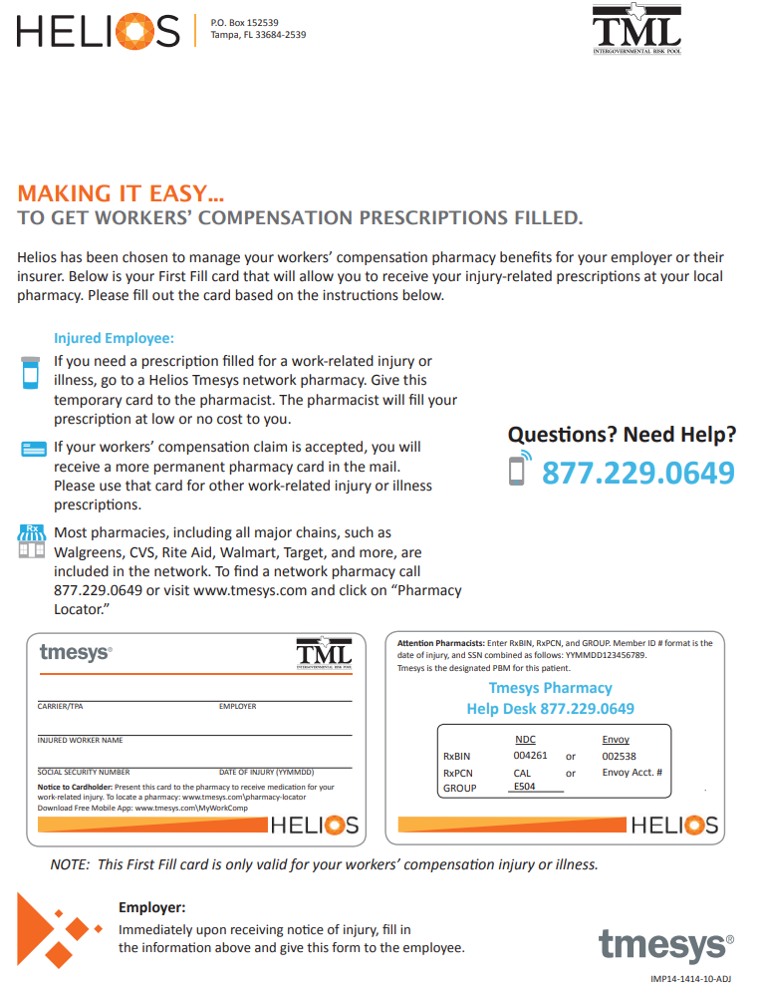 HELIOS
P.O. Box 152539
Tampa, FL 33684-2539
TML
INTERGOVERNMENTAL RISK POOL
MAKING IT EASY...
TO GET WORKERS' COMPENSATION PRESCRIPTIONS FILLED.
Helios has been chosen to manage your workers' compensation pharmacy benefits for your employer or their
insurer. Below is your First Fill card that will allow you to receive your injury-related prescriptions at your local
pharmacy. Please fill out the card based on the instructions below.
Injured Employee:
If you need a prescription filled for a work-related injury or
illness, go to a Helios Tmesys network pharmacy. Give this
temporary card to the pharmacist. The pharmacist will fill your
prescription at low or no cost to you.
If your workers' compensation claim is accepted, you will
receive a more permanent pharmacy card in the mail.
Please use that card for other work-related injury or illness
prescriptions.
Rx
Most pharmacies, including all major chains, such as
Walgreens, CVS, Rite Aid, Walmart, Target, and more, are
included in the network. To find a network pharmacy call
877.229.0649 or visit www.tmesys.com and click on “Pharmacy
Locator.”
Questions? Need Help?
877.229.0649
tmesys®
TML
INTERGOVERNMENTAL RISK POOL
CARRIER/TPA EMPLOYER
INJURED WORKER NAME
SOCIAL SECURITY NUMBER DATE OF INJURY (YYMMDD)
Notice to Cardholder: Present this card to the pharmacy to receive medication for your
work-related injury. To locate a pharmacy: www.tmesys.com\pharmacy-locator
Download Free Mobile App: www.tmesys.com\MyWorkComp
HELIOS
Attention Pharmacists: Enter RxBIN, RxPCN, and GROUP. Member ID # format is the
date of injury, and SSN combined as follows: YYMMDD123456789.
Tmesys is the designated PBM for this patient.
Tmesys Pharmacy
Help Desk 877.229.0649
NDC Envoy
RxBIN 004261 or 002538
RxPCN CAL or Envoy Acct. #
GROUP E504
HELIOS
NOTE: This First Fill card is only valid for your workers' compensation injury or illness.
Employer:
Immediately upon receiving notice of injury, fill in
the information above and give this form to the employee.
tmesys®
IMP14-1414-10-ADJ